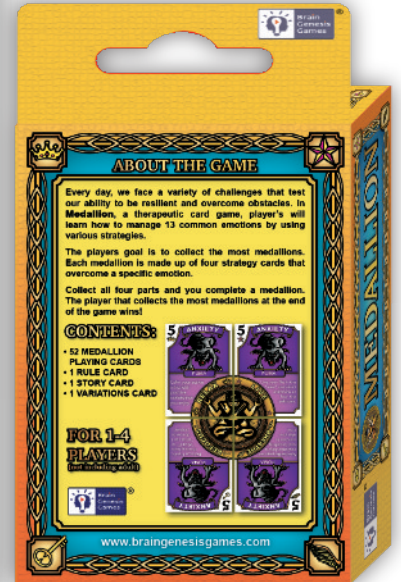 Brain
Genesis
Games
®
ABOUT THE GAME
Every day, we face a variety of challenges that test
our ability to be resilient and overcome obstacles. In
Medallion, a therapeutic card game, player's will
learn how to manage 13 common emotions by using
various strategies.
The players goal is to collect the most medallions.
Each medallion is made up of four strategy cards that
overcome a specific emotion.
Collect all four parts and you complete a medallion.
The player that collects the most medallions at the end
of the game wins!
CONTENTS:
• 52 MEDALLION
PLAYING CARDS
• 1 RULE CARD
• 1 STORY CARD
• 1 VARIATIONS CARD
5 ANXIETY
5 ANXIETY
ANXIETY 5
ANXIETY 5
FOR 1-4
PLAYERS
(not including adult)
Brain
Genesis
Games
®
www.braingenesisgames.com
MEDALLION